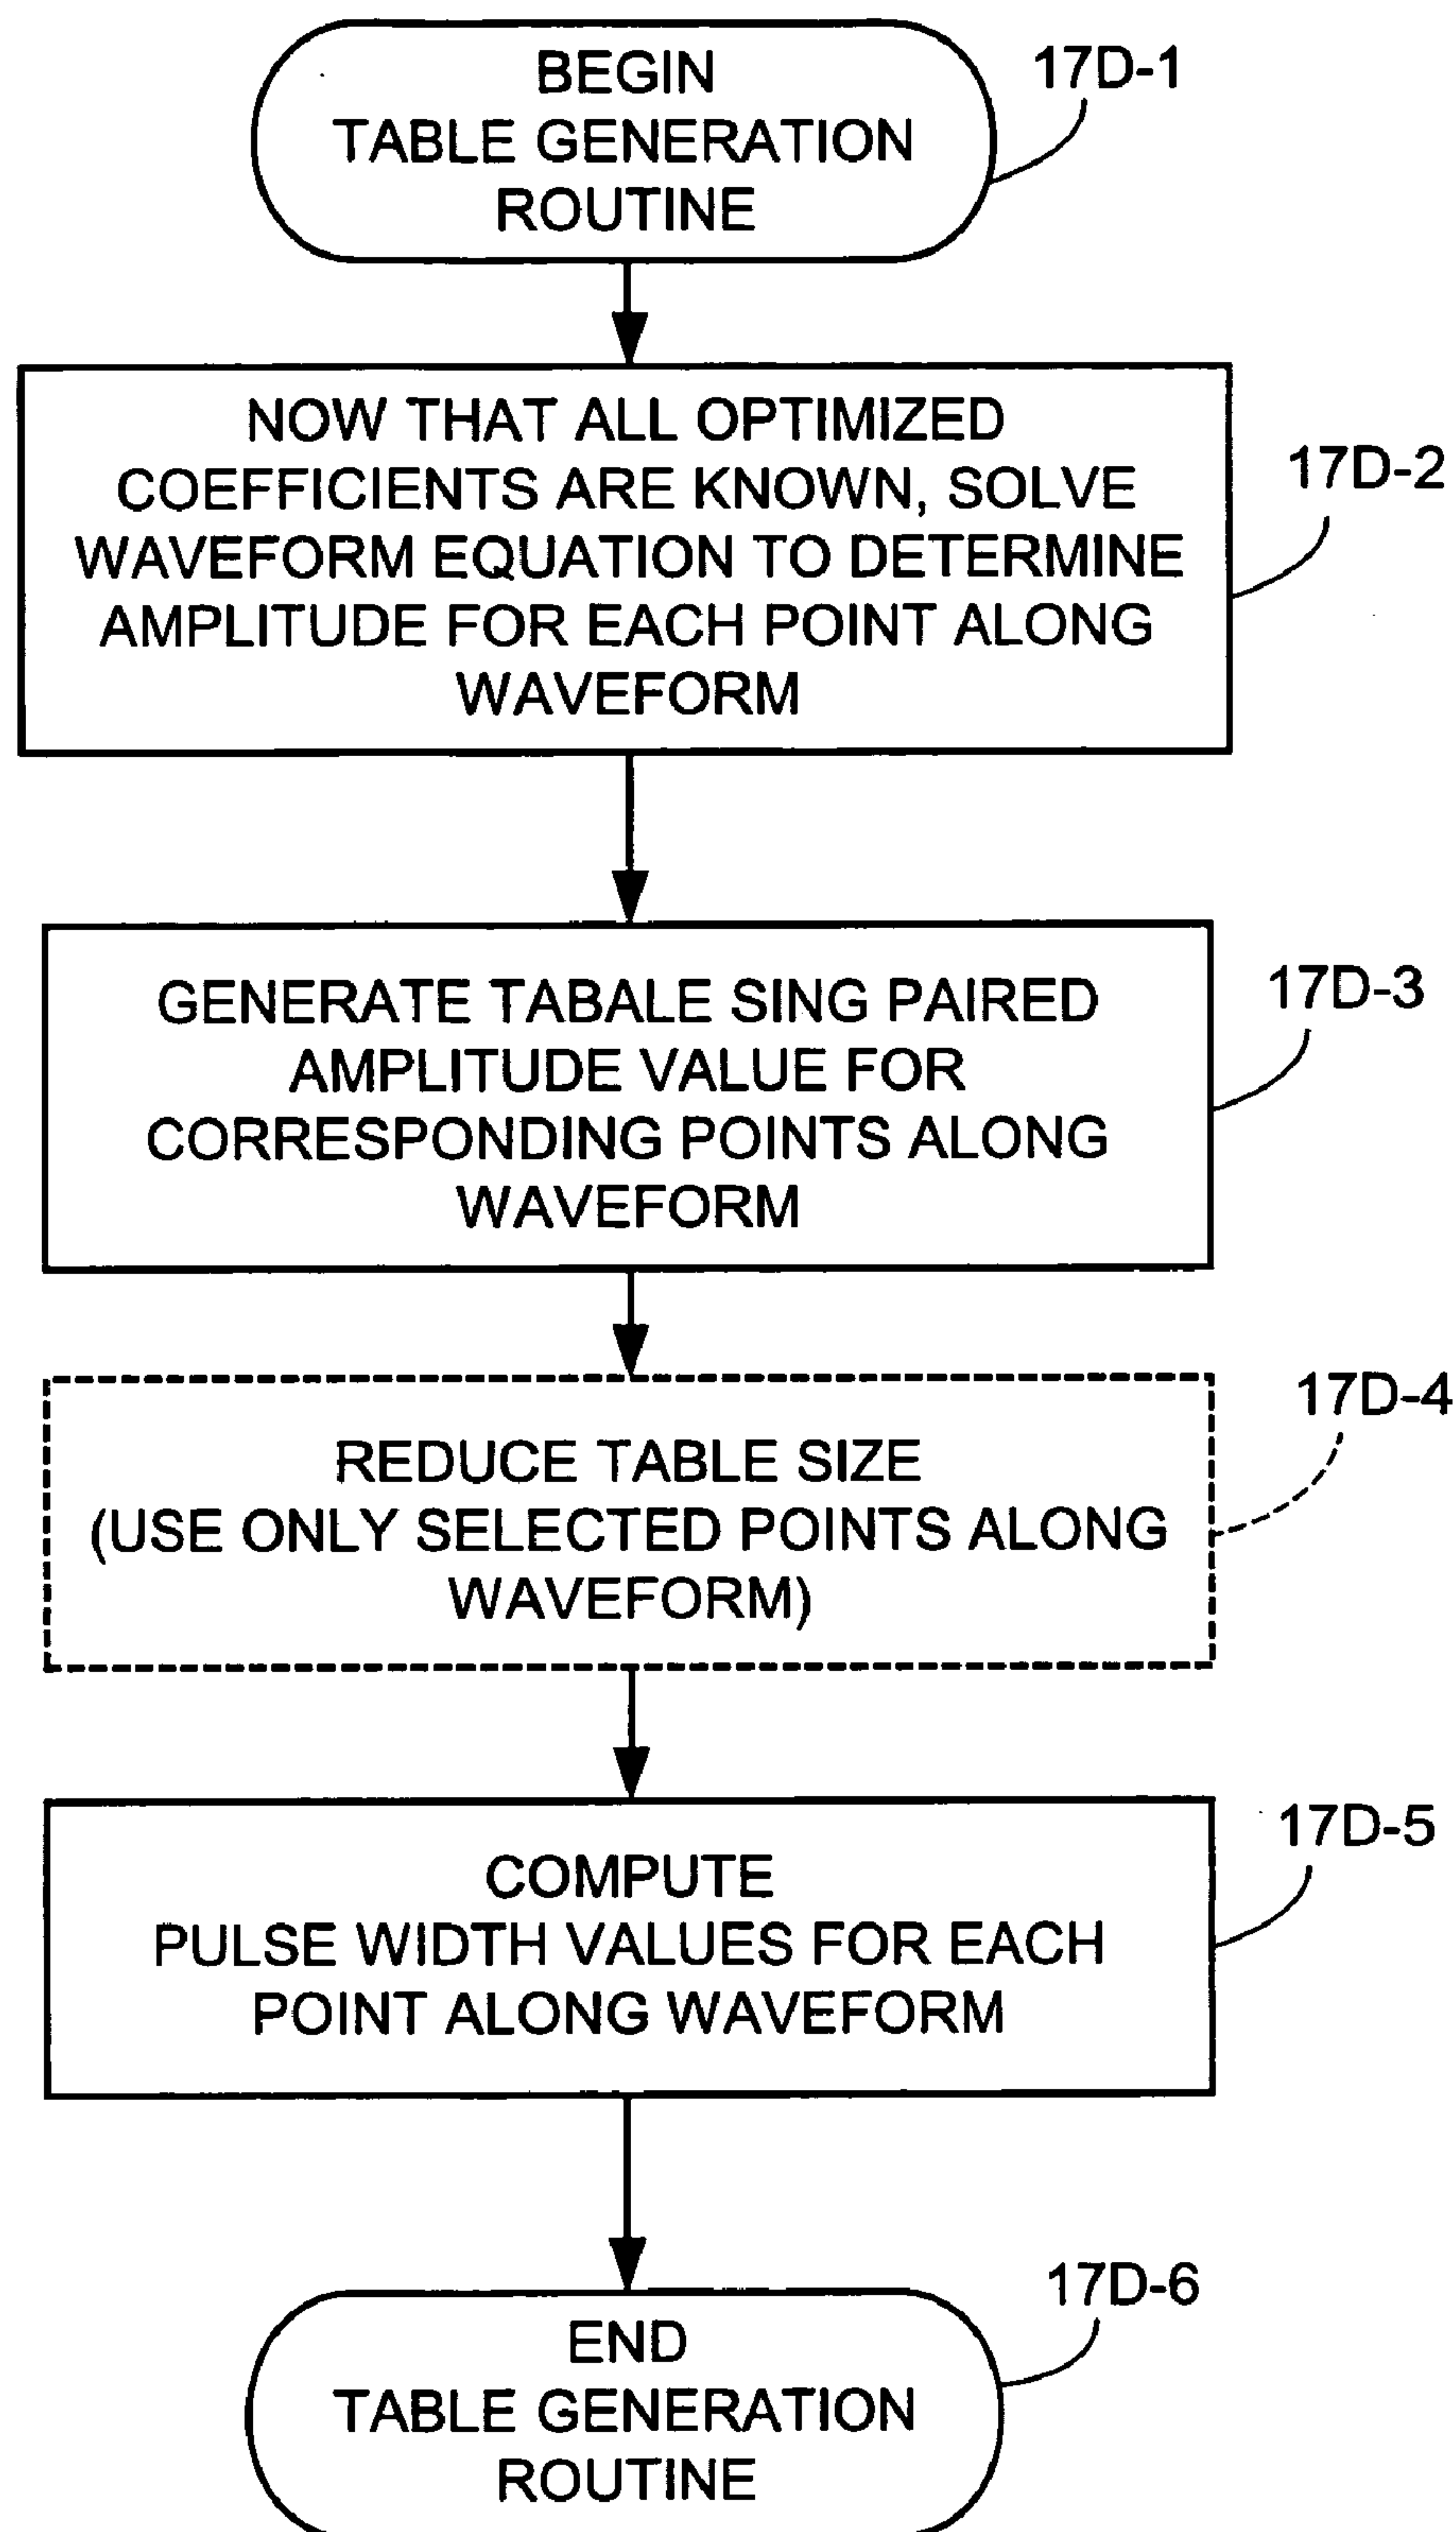 BEGIN
TABLE GENERATION
ROUTINE
17D-1
NOW THAT ALL OPTIMIZED
COEFFICIENTS ARE KNOWN, SOLVE
WAVEFORM EQUATION TO DETERMINE
AMPLITUDE FOR EACH POINT ALONG
WAVEFORM
17D-2
GENERATE TABALE SING PAIRED
AMPLITUDE VALUE FOR
CORRESPONDING POINTS ALONG
WAVEFORM
17D-3
REDUCE TABLE SIZE
(USE ONLY SELECTED POINTS ALONG
WAVEFORM)
17D-4
COMPUTE
PULSE WIDTH VALUES FOR EACH
POINT ALONG WAVEFORM
17D-5
END
TABLE GENERATION
ROUTINE
17D-6